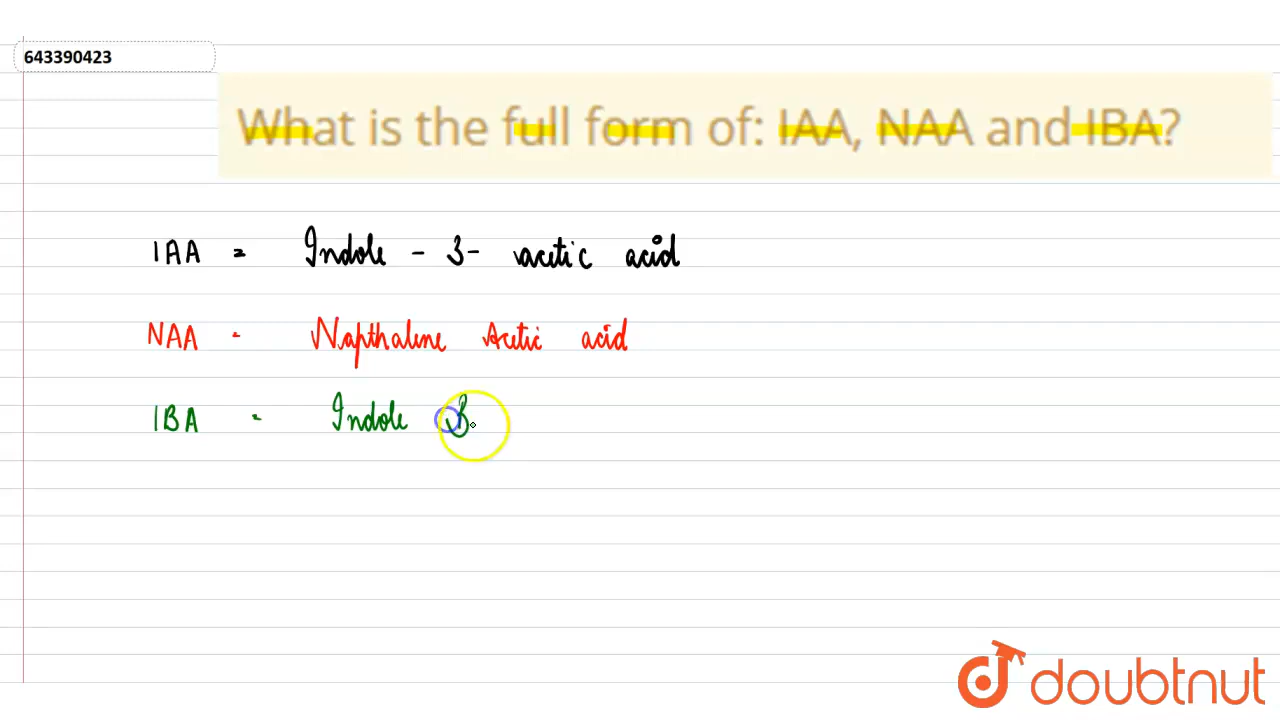 643390423
What is the full form of: IAA, NAA and IBA?
IAA = Indole - 3 - acetic acid
NAA = Napthalene Acetic acid
IBA = Indole B
doubtnut